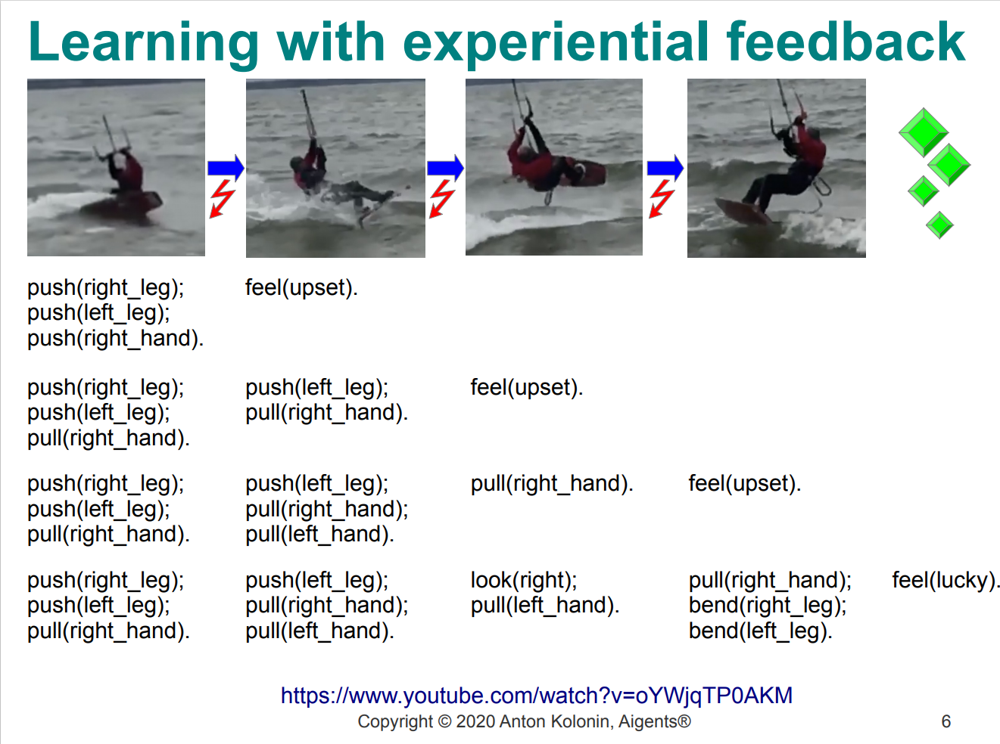 Learning with experiential feedback
push(right_leg);
push(left_leg);
push(right_hand).
feel(upset).
push(right_leg);
push(left_leg);
pull(right_hand).
push(left_leg);
pull(right_hand).
feel(upset).
push(right_leg);
push(left_leg);
pull(right_hand).
push(left_leg);
pull(right_hand);
pull(left_hand).
pull(right_hand).
feel(upset).
push(right_leg);
push(left_leg);
pull(right_hand).
push(left_leg);
pull(right_hand);
pull(left_hand).
look(right);
pull(left_hand).
pull(right_hand);
bend(right_leg);
bend(left_leg).
feel(lucky).
https://www.youtube.com/watch?v=oYWjqTP0AKM
Copyright © 2020 Anton Kolonin, Aigents®
6